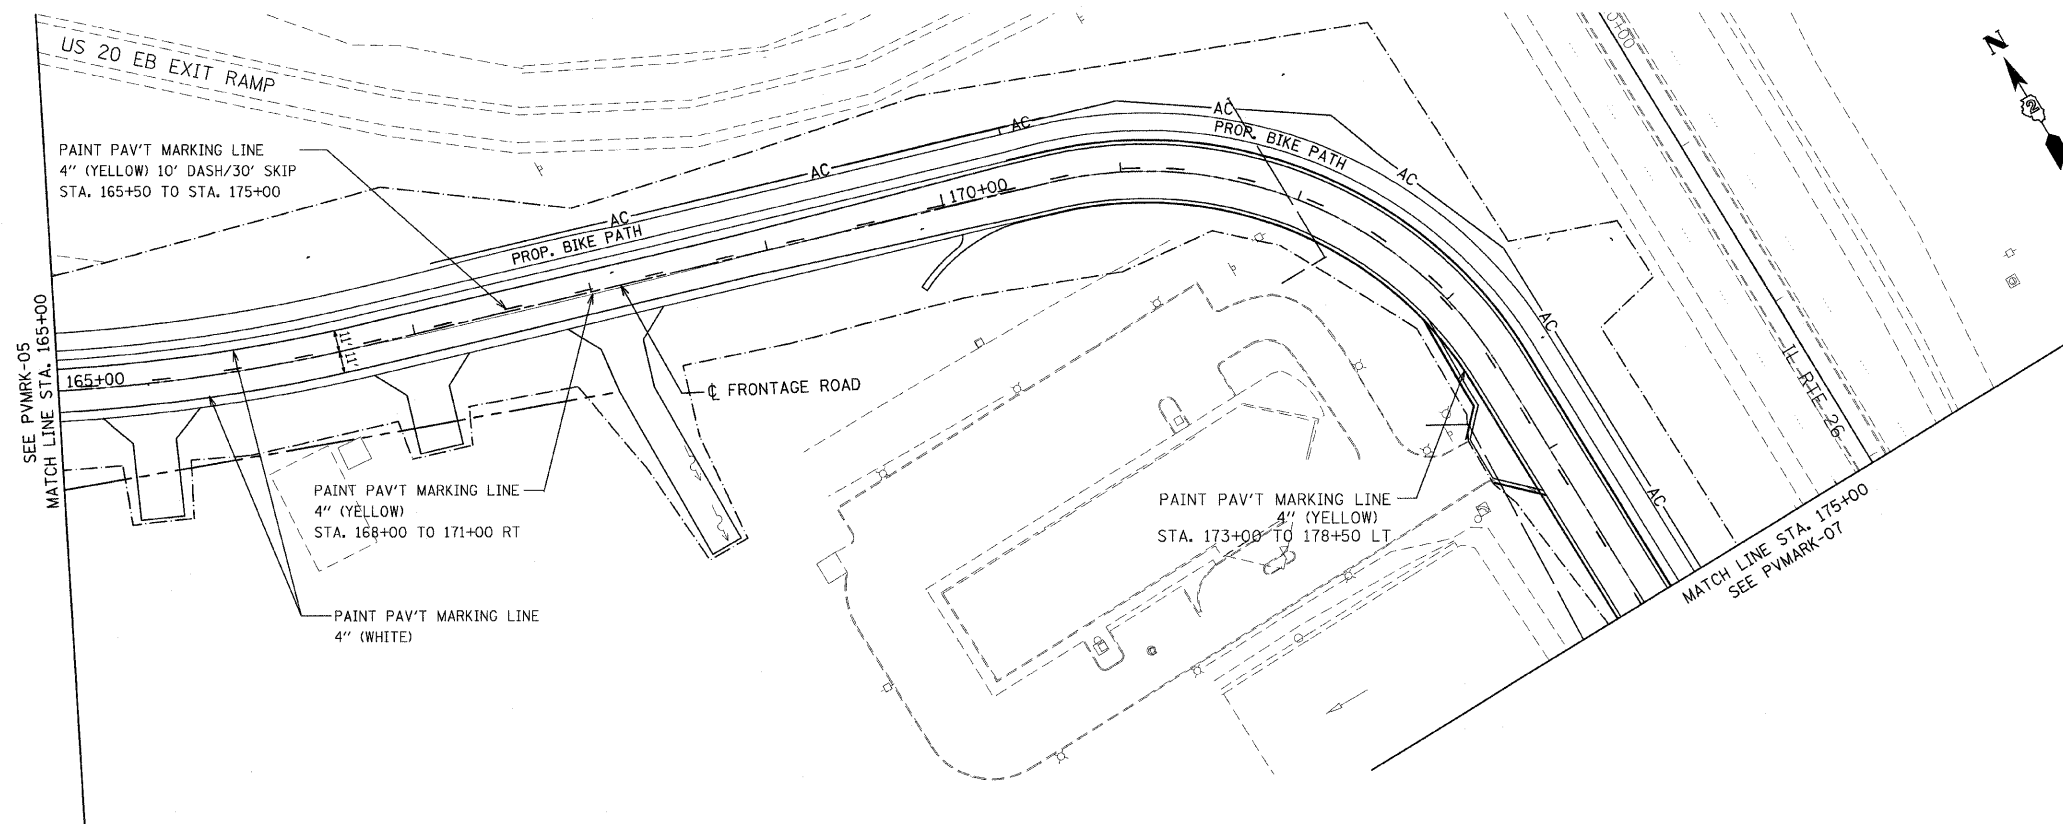 US 20 EB EXIT RAMP
PAINT PAV'T MARKING LINE
4" (YELLOW) 10' DASH/30' SKIP
STA. 165+50 TO STA. 175+00
AC
AC
AC
AC
AC
AC
AC
PROP. BIKE PATH
PROP. BIKE PATH
170+00
0+00
N
2
SEE PVMRK-05
MATCH LINE STA. 165+00
165+00
11' 11'
℄ FRONTAGE ROAD
PAINT PAV'T MARKING LINE
4" (YELLOW)
STA. 168+00 TO 171+00 RT
PAINT PAV'T MARKING LINE
4" (WHITE)
PAINT PAV'T MARKING LINE
4" (YELLOW)
STA. 173+00 TO 178+50 LT
IL RTE 26
MATCH LINE STA. 175+00
SEE PVMARK-07